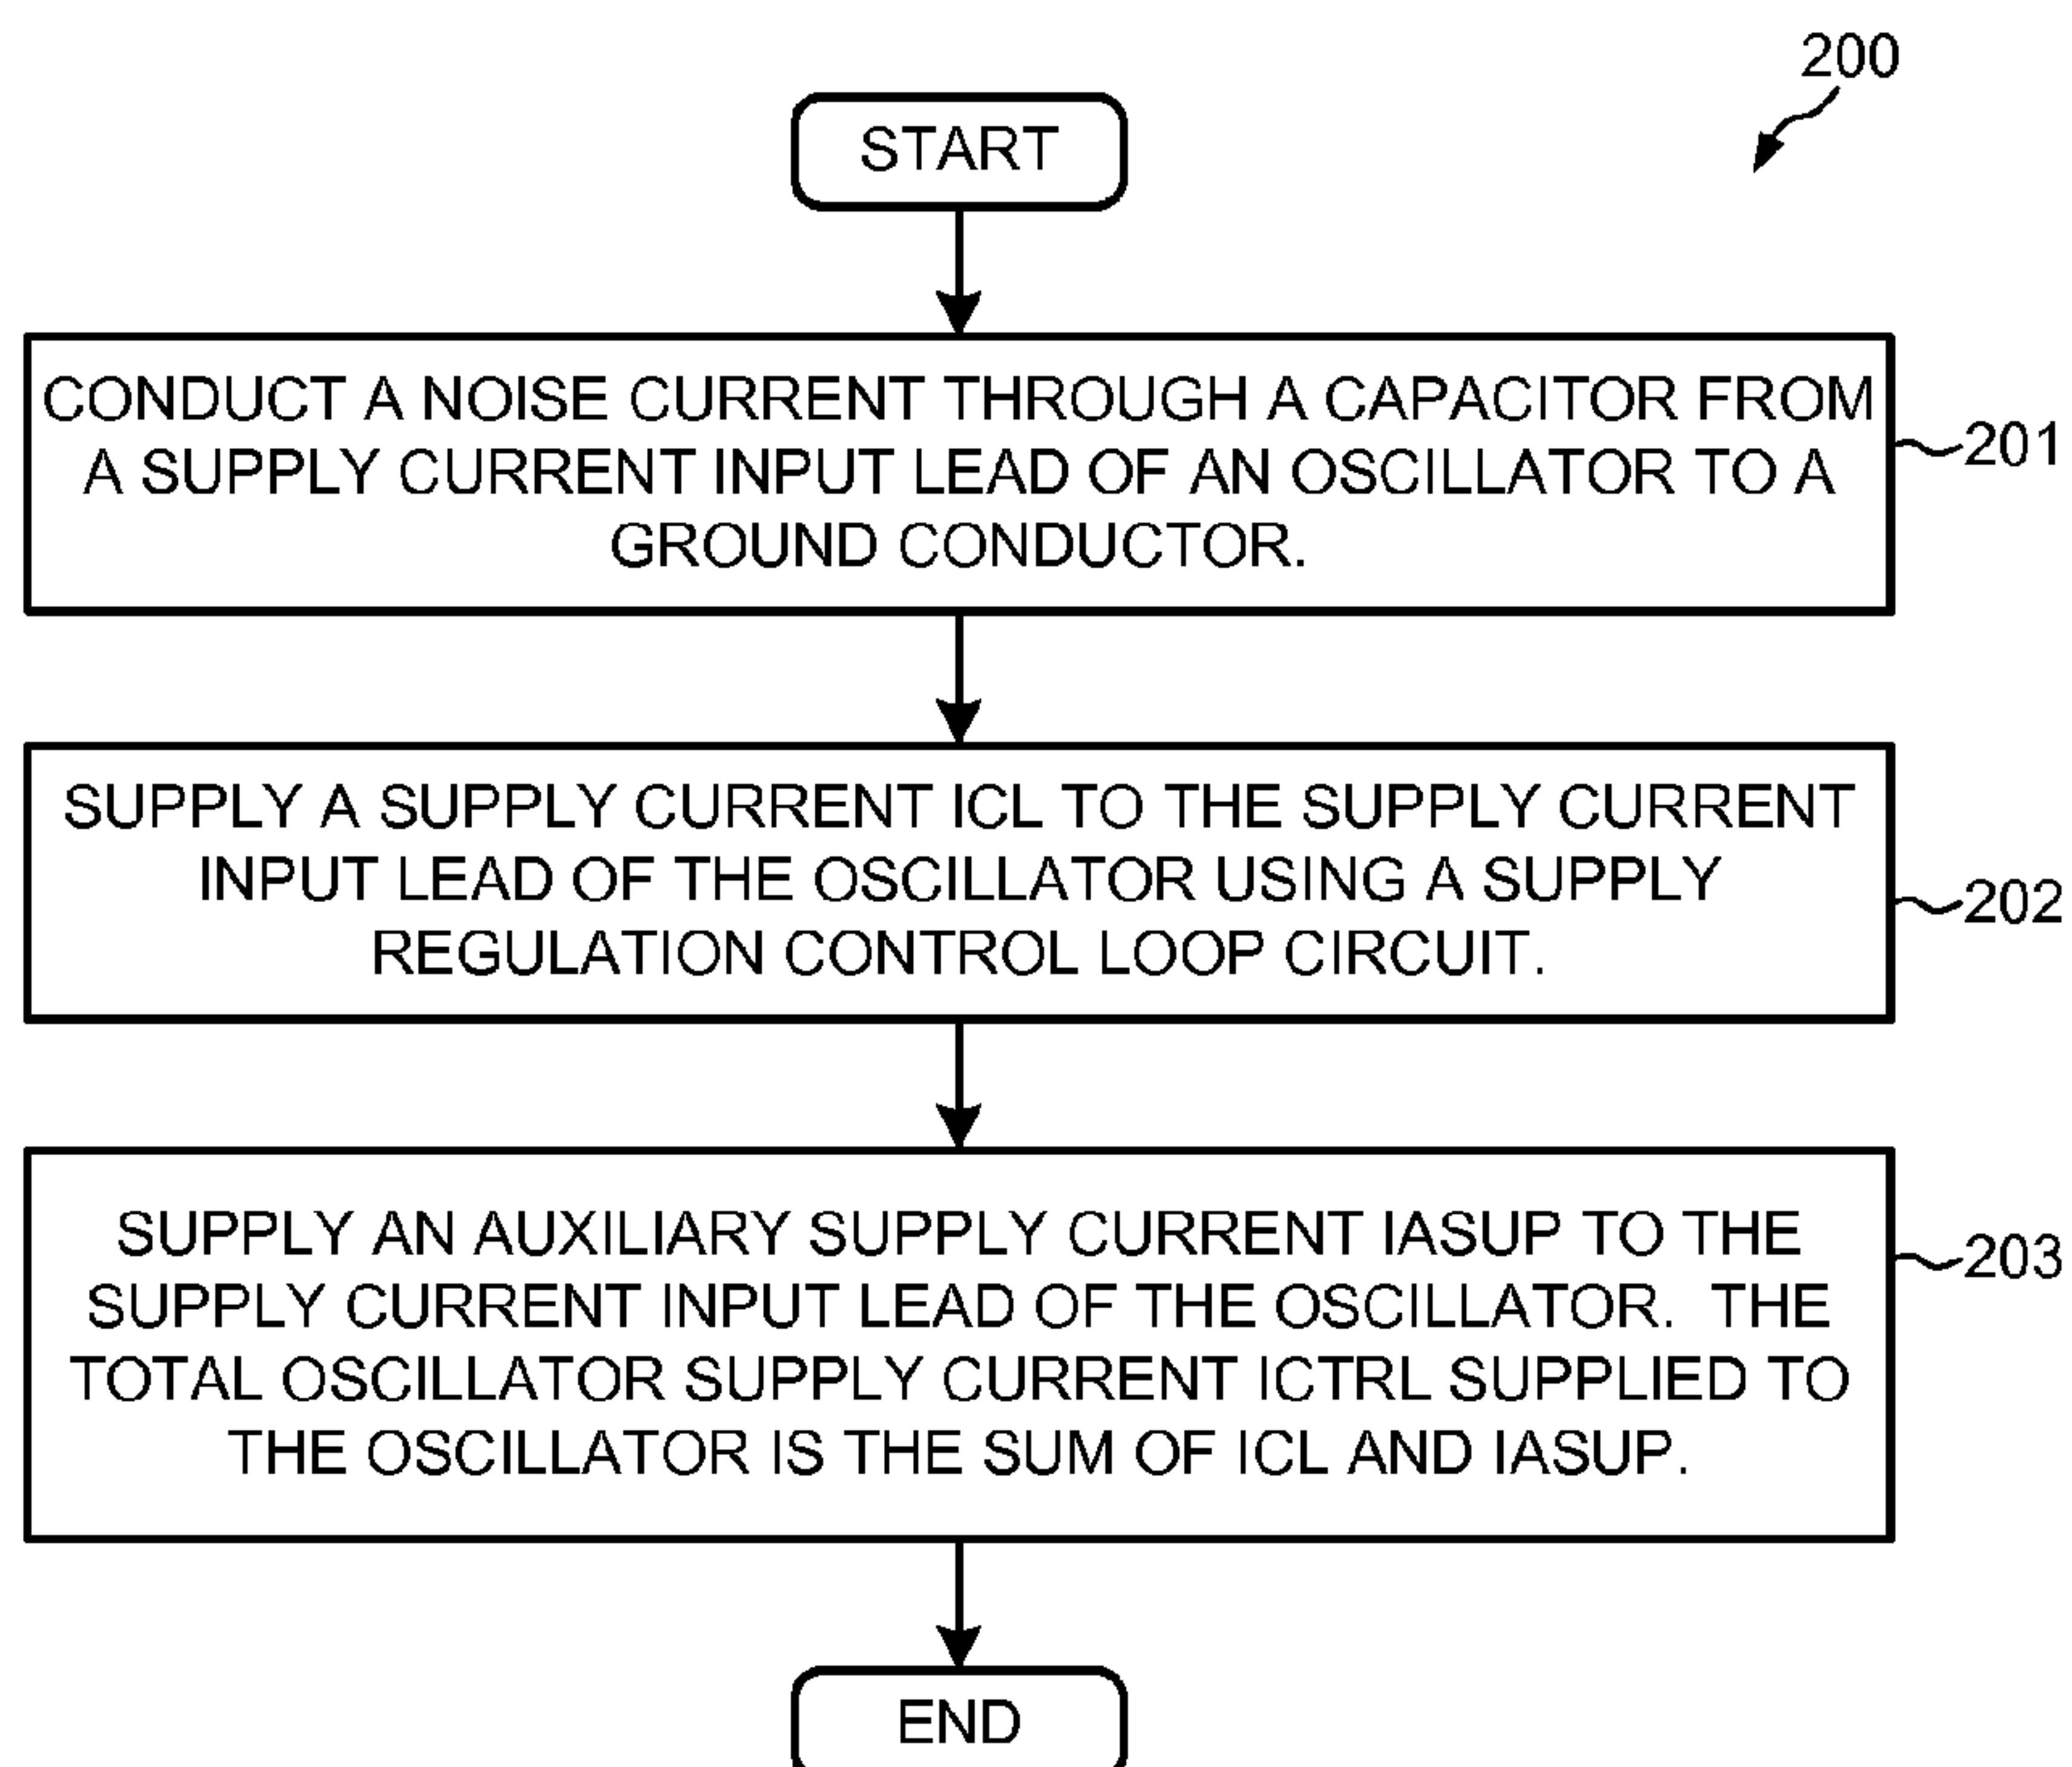 200
START
CONDUCT A NOISE CURRENT THROUGH A CAPACITOR FROM
A SUPPLY CURRENT INPUT LEAD OF AN OSCILLATOR TO A
GROUND CONDUCTOR.
201
SUPPLY A SUPPLY CURRENT ICL TO THE SUPPLY CURRENT
INPUT LEAD OF THE OSCILLATOR USING A SUPPLY
REGULATION CONTROL LOOP CIRCUIT.
202
SUPPLY AN AUXILIARY SUPPLY CURRENT IASUP TO THE
SUPPLY CURRENT INPUT LEAD OF THE OSCILLATOR. THE
TOTAL OSCILLATOR SUPPLY CURRENT ICTRL SUPPLIED TO
THE OSCILLATOR IS THE SUM OF ICL AND IASUP.
203
END